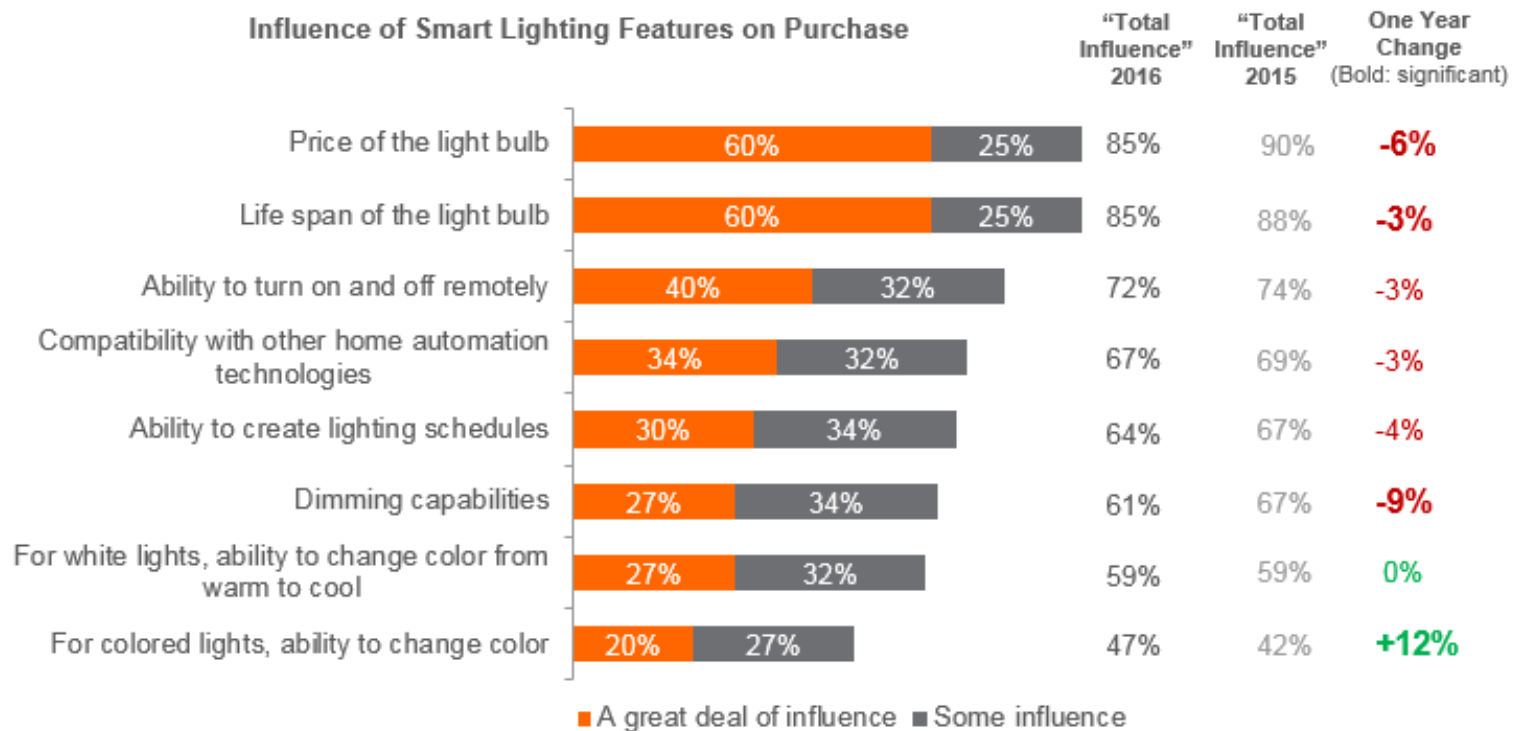 Influence of Smart Lighting Features on Purchase
“Total Influence” 2016
“Total Influence” 2015
One Year Change
(Bold: significant)
Price of the light bulb 60% 25% 85% 90% -6%
Life span of the light bulb 60% 25% 85% 88% -3%
Ability to turn on and off remotely 40% 32% 72% 74% -3%
Compatibility with other home automation
technologies 34% 32% 67% 69% -3%
Ability to create lighting schedules 30% 34% 64% 67% -4%
Dimming capabilities 27% 34% 61% 67% -9%
For white lights, ability to change color from
warm to cool 27% 32% 59% 59% 0%
For colored lights, ability to change color 20% 27% 47% 42% +12%
A great deal of influence Some influence